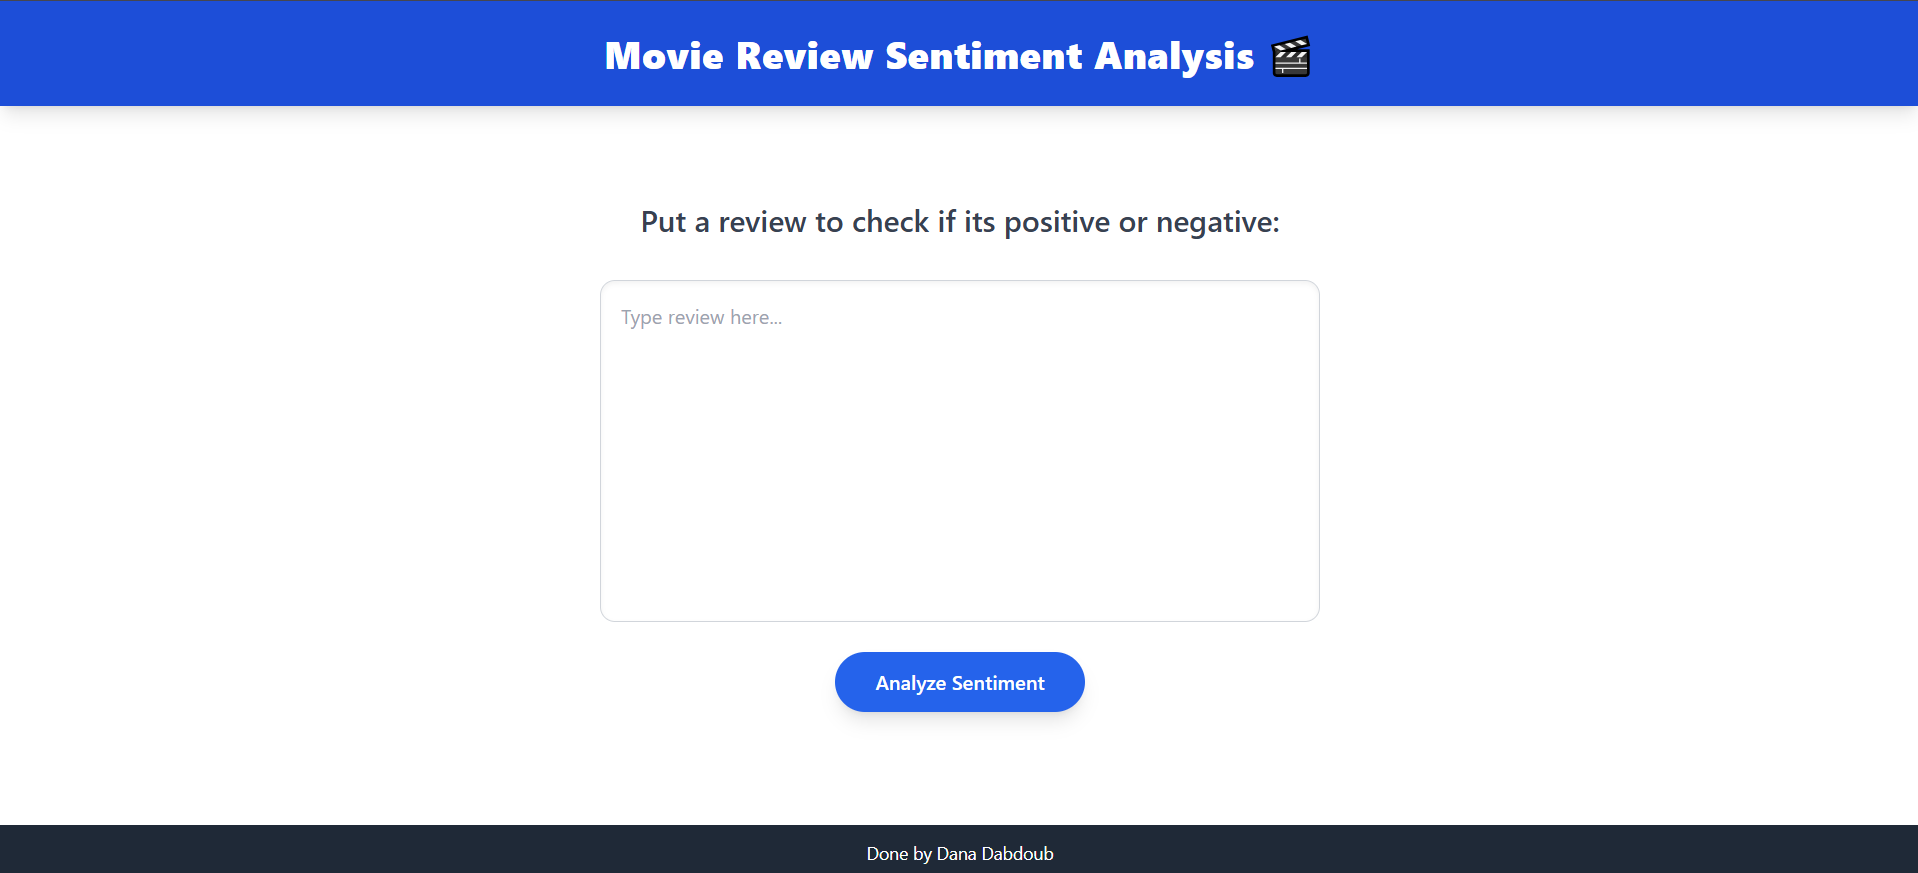 Movie Review Sentiment Analysis 🎬
Put a review to check if its positive or negative:
Type review here...
Analyze Sentiment
Done by Dana Dabdoub